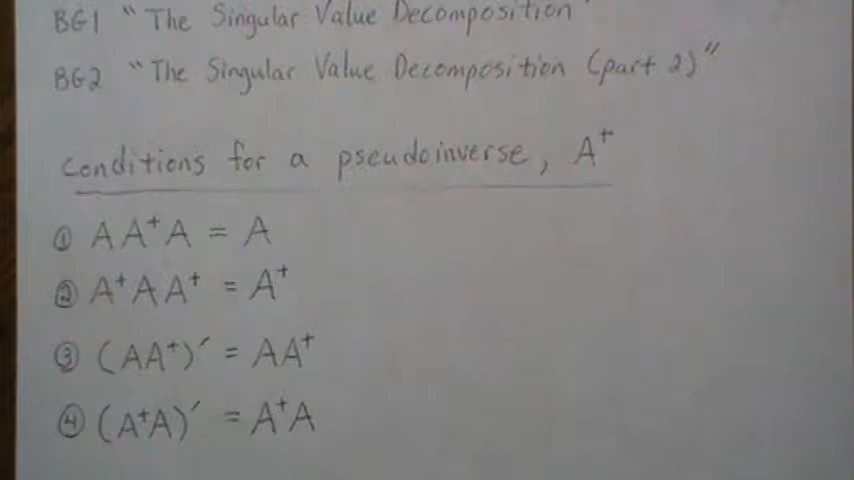 BG1 "The Singular Value Decomposition"
BG2 "The Singular Value Decomposition (part 2)"
Conditions for a pseudoinverse, A⁺
① AA⁺A = A
② A⁺AA⁺ = A⁺
③ (AA⁺)′ = AA⁺
④ (A⁺A)′ = A⁺A